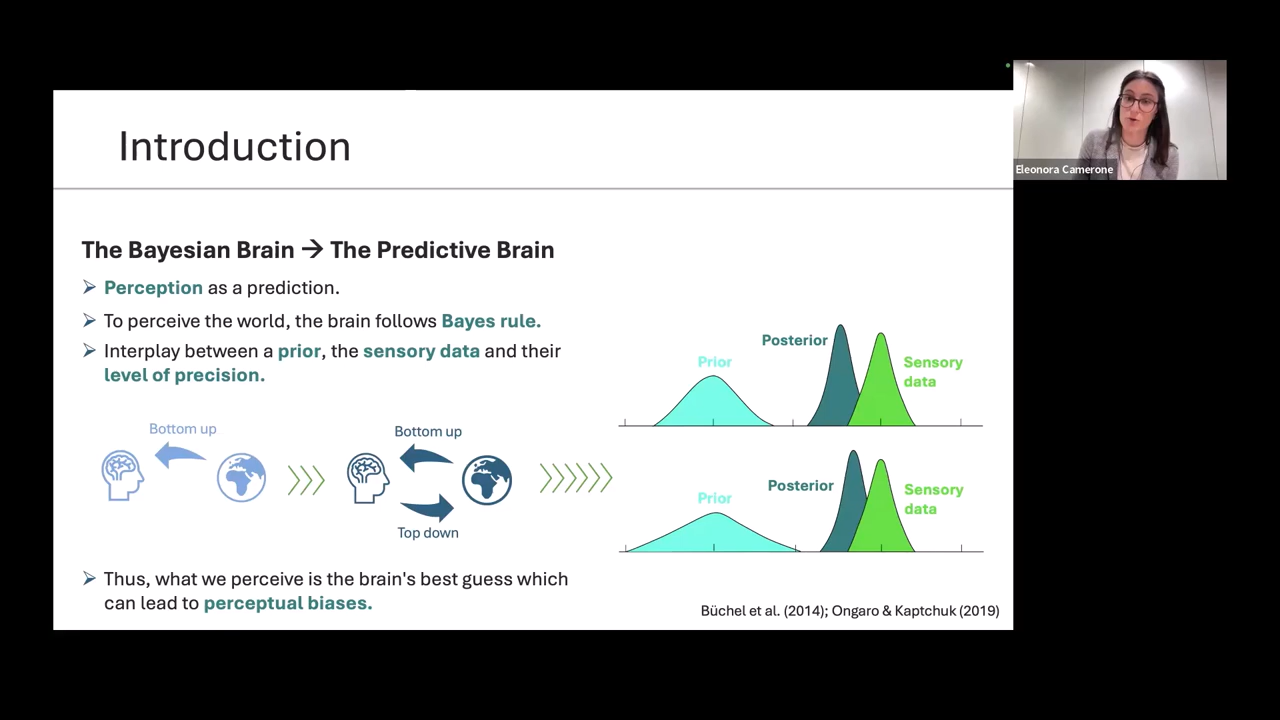 Introduction
Eleonora Camerone
The Bayesian Brain → The Predictive Brain
➢ Perception as a prediction.
➢ To perceive the world, the brain follows Bayes rule.
➢ Interplay between a prior, the sensory data and their
level of precision.
Bottom up
Bottom up
Top down
Prior
Posterior
Sensory
data
Prior
Posterior
Sensory
data
➢ Thus, what we perceive is the brain's best guess which
can lead to perceptual biases.
Büchel et al. (2014); Ongaro & Kaptchuk (2019)